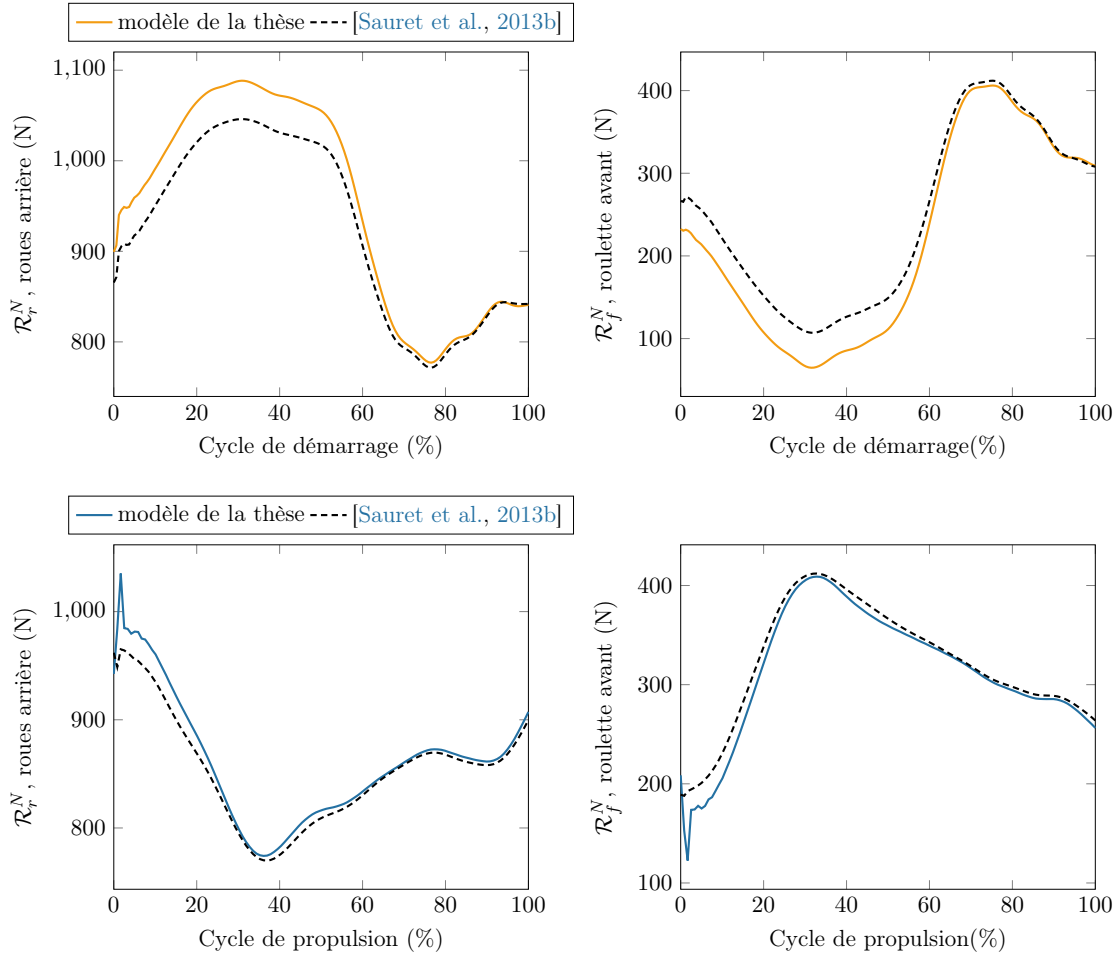 modèle de la thèse [Sauret et al., 2013b]
1,100
1,000
900
800
0 20 40 60 80 100
Cycle de démarrage (%)
R_r^N, roues arrière (N)
400
300
200
100
0 20 40 60 80 100
Cycle de démarrage(%)
R_f^N, roulette avant (N)
modèle de la thèse [Sauret et al., 2013b]
1,000
900
800
0 20 40 60 80 100
Cycle de propulsion (%)
R_r^N, roues arrière (N)
400
300
200
100
0 20 40 60 80 100
Cycle de propulsion(%)
R_f^N, roulette avant (N)